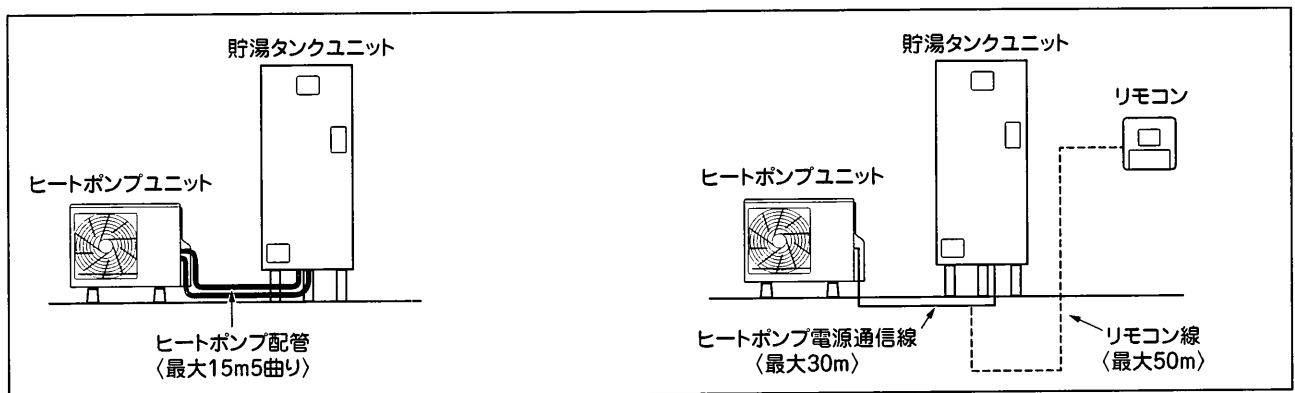 貯湯タンクユニット
ヒートポンプユニット
ヒートポンプ配管
〈最大15m5曲り〉
貯湯タンクユニット
リモコン
ヒートポンプユニット
ヒートポンプ電源通信線
〈最大30m〉
リモコン線
〈最大50m〉